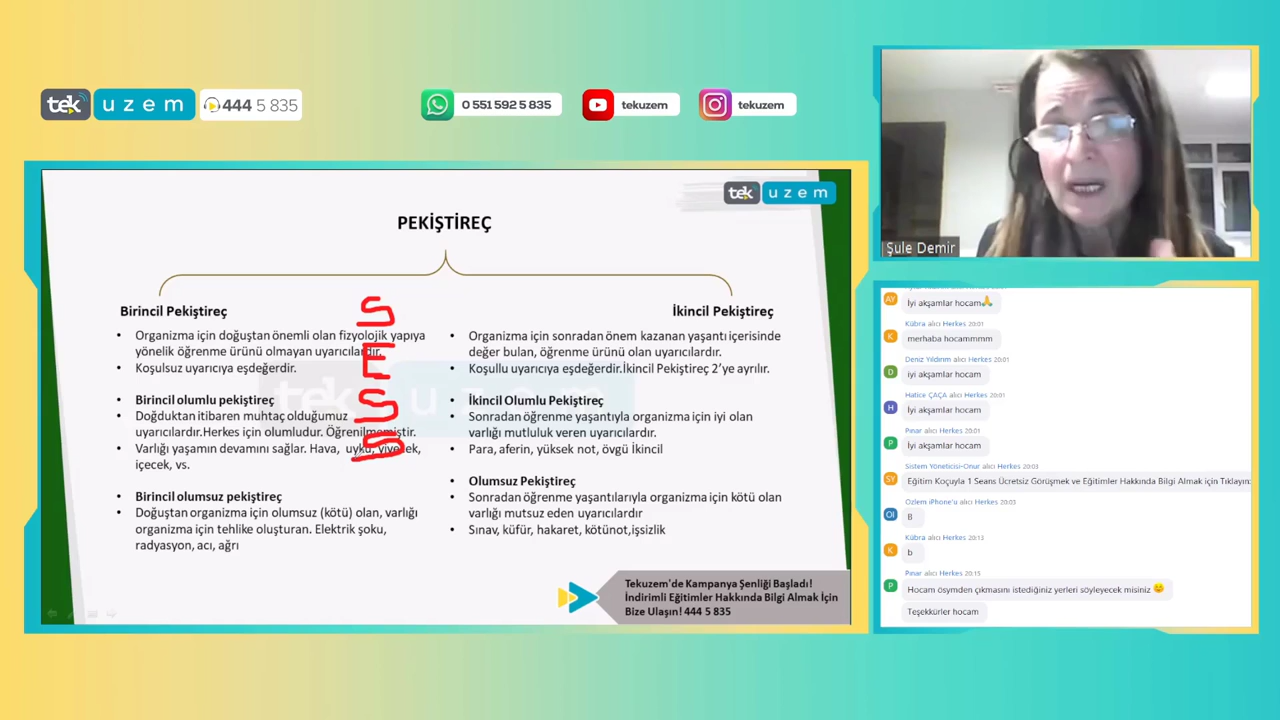 tek uzem 444 5 835
0 551 592 5 835
tekuzem
tekuzem
tek uzem
PEKİŞTİREÇ
Birincil Pekiştireç
• Organizma için doğuştan önemli olan fizyolojik yapıya
yönelik öğrenme ürünü olmayan uyarıcılardır.
• Koşulsuz uyarıcıya eşdeğerdir.
Birincil olumlu pekiştireç
• Doğduktan itibaren muhtaç olduğumuz
uyarıcılardır.Herkes için olumludur. Öğrenilmemiştir.
• Varlığı yaşamın devamını sağlar. Hava, uyku, yiyecek,
içecek, vs.
Birincil olumsuz pekiştireç
• Doğuştan organizma için olumsuz (kötü) olan, varlığı
organizma için tehlike oluşturan. Elektrik şoku,
radyasyon, acı, ağrı
S
E
S
S
İkincil Pekiştireç
• Organizma için sonradan önem kazanan yaşantı içerisinde
değer bulan, öğrenme ürünü olan uyarıcılardır.
• Koşullu uyarıcıya eşdeğerdir.İkincil Pekiştireç 2'ye ayrılır.
İkincil Olumlu Pekiştireç
• Sonradan öğrenme yaşantıyla organizma için iyi olan
varlığı mutluluk veren uyarıcılardır.
• Para, aferin, yüksek not, övgü İkincil
Olumsuz Pekiştireç
• Sonradan öğrenme yaşantılarıyla organizma için kötü olan
varlığı mutsuz eden uyarıcılardır
• Sınav, küfür, hakaret, kötünot,işsizlik
Tekuzem'de Kampanya Şenliği Başladı!
İndirimli Eğitimler Hakkında Bilgi Almak İçin
Bize Ulaşın! 444 5 835
Şule Demir
AY İyi akşamlar hocam🙏
Kübra alıcı Herkes 20:01
K merhaba hocammmm
Deniz Yıldırım alıcı Herkes 20:01
D iyi akşamlar hocam
Hatice ÇAÇA alıcı Herkes 20:01
H İyi akşamlar hocam
Pınar alıcı Herkes 20:01
P İyi akşamlar hocam
Sistem Yöneticisi-Onur alıcı Herkes 20:03
SY Eğitim Koçuyla 1 Seans Ücretsiz Görüşmek ve Eğitimler Hakkında Bilgi Almak için Tıklayın:
Özlem iPhone'u alıcı Herkes 20:03
Öİ B
Kübra alıcı Herkes 20:13
K b
Pınar alıcı Herkes 20:15
P Hocam ösymden çıkmasını istediğiniz yerleri söyleyecek misiniz 😊
Teşekkürler hocam